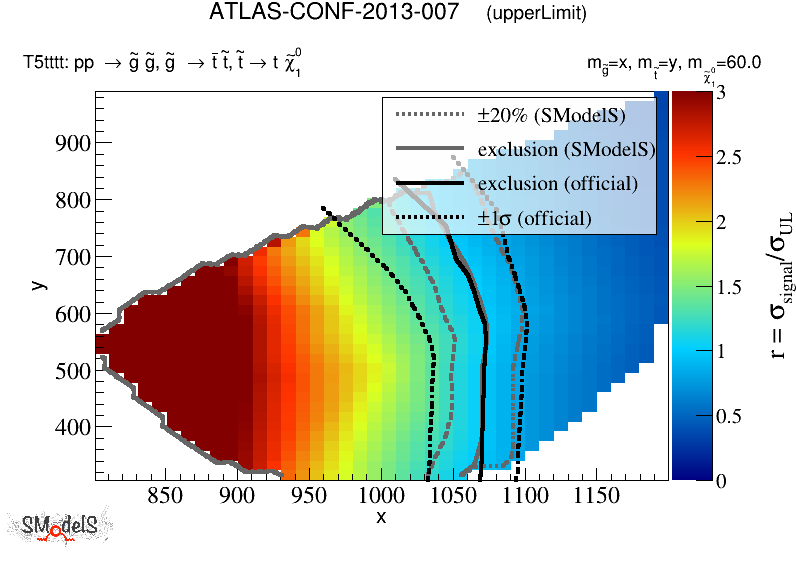 ATLAS-CONF-2013-007 (upperLimit)
T5tttt: pp → g̃ g̃, g̃ → t̄ t̃, t̃ → t χ̃₁⁰
m_g̃=x, m_t̃=y, m_χ̃₁⁰=60.0
±20% (SModelS)
exclusion (SModelS)
exclusion (official)
±1σ (official)
900
800
700
600
500
400
y
850 900 950 1000 1050 1100 1150
x
3
2.5
2
1.5
1
0.5
0
r = σ_signal/σ_UL
SModelS